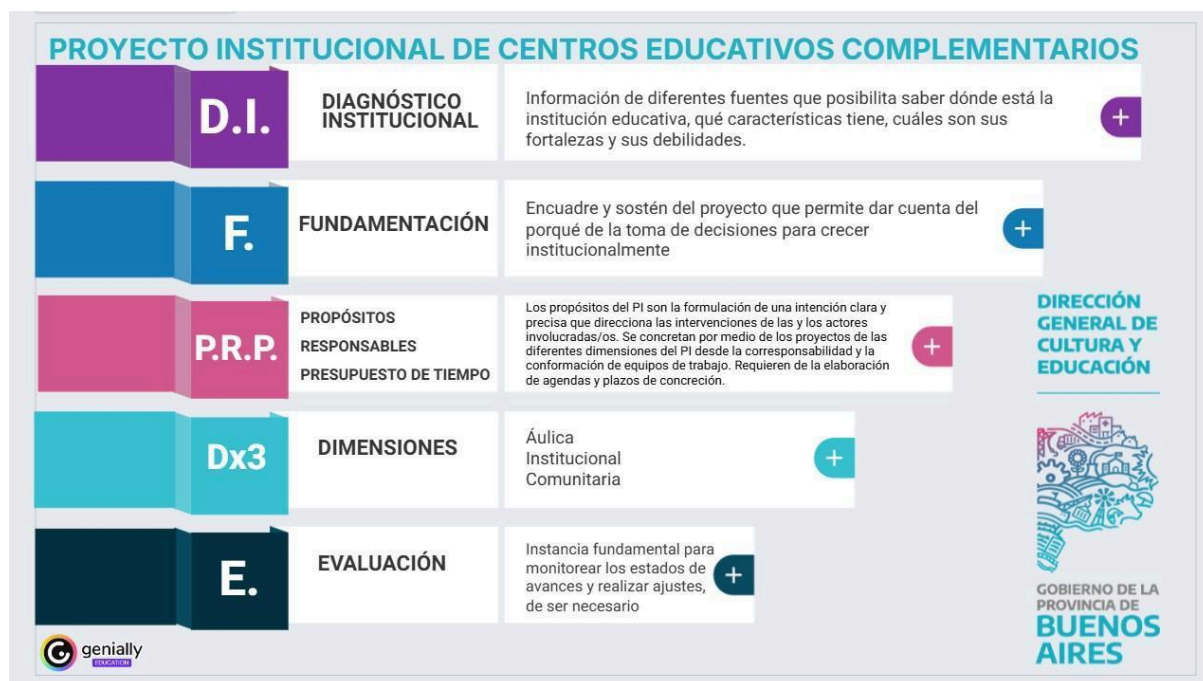 PROYECTO INSTITUCIONAL DE CENTROS EDUCATIVOS COMPLEMENTARIOS
D.I.
DIAGNÓSTICO
INSTITUCIONAL
Información de diferentes fuentes que posibilita saber dónde está la
institución educativa, qué características tiene, cuáles son sus
fortalezas y sus debilidades.
+
F.
FUNDAMENTACIÓN
Encuadre y sostén del proyecto que permite dar cuenta del
porqué de la toma de decisiones para crecer
institucionalmente
+
P.R.P.
PROPÓSITOS
RESPONSABLES
PRESUPUESTO DE TIEMPO
Los propósitos del PI son la formulación de una intención clara y
precisa que direcciona las intervenciones de las y los actores
involucradas/os. Se concretan por medio de los proyectos de las
diferentes dimensiones del PI desde la corresponsabilidad y la
conformación de equipos de trabajo. Requieren de la elaboración
de agendas y plazos de concreción.
+
Dx3
DIMENSIONES
Áulica
Institucional
Comunitaria
+
E.
EVALUACIÓN
Instancia fundamental para
monitorear los estados de
avances y realizar ajustes,
de ser necesario
+
DIRECCIÓN
GENERAL DE
CULTURA Y
EDUCACIÓN
GOBIERNO DE LA
PROVINCIA DE
BUENOS
AIRES
genially
EDUCATION